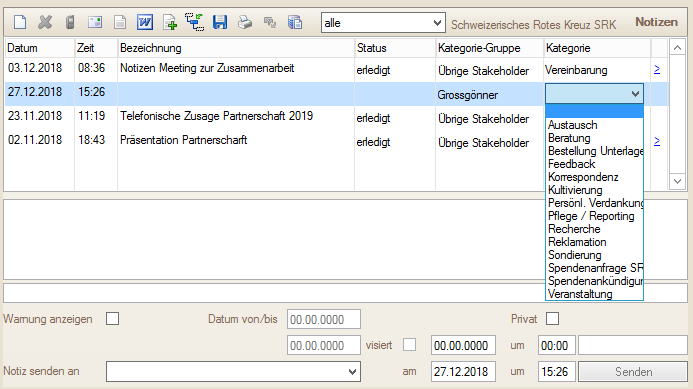 alle Schweizerisches Rotes Kreuz SRK Notizen
Datum Zeit Bezeichnung Status Kategorie-Gruppe Kategorie
03.12.2018 08:36 Notizen Meeting zur Zusammenarbeit erledigt Übrige Stakeholder Vereinbarung >
27.12.2018 15:26 Grossgönner
23.11.2018 11:19 Telefonische Zusage Partnerschaft 2019 erledigt Übrige Stakeholder
02.11.2018 18:43 Präsentation Partnerscharft erledigt Übrige Stakeholder >
Austausch
Beratung
Bestellung Unterlage
Feedback
Korrespondenz
Kultivierung
Persönl. Verdankung
Pflege / Reporting
Recherche
Reklamation
Sondierung
Spendenanfrage SR
Spendenankündigu
Veranstaltung
Warnung anzeigen Datum von/bis 00.00.0000 Privat
00.00.0000 visiert 00.00.0000 um 00:00
Notiz senden an am 27.12.2018 um 15:26 Senden